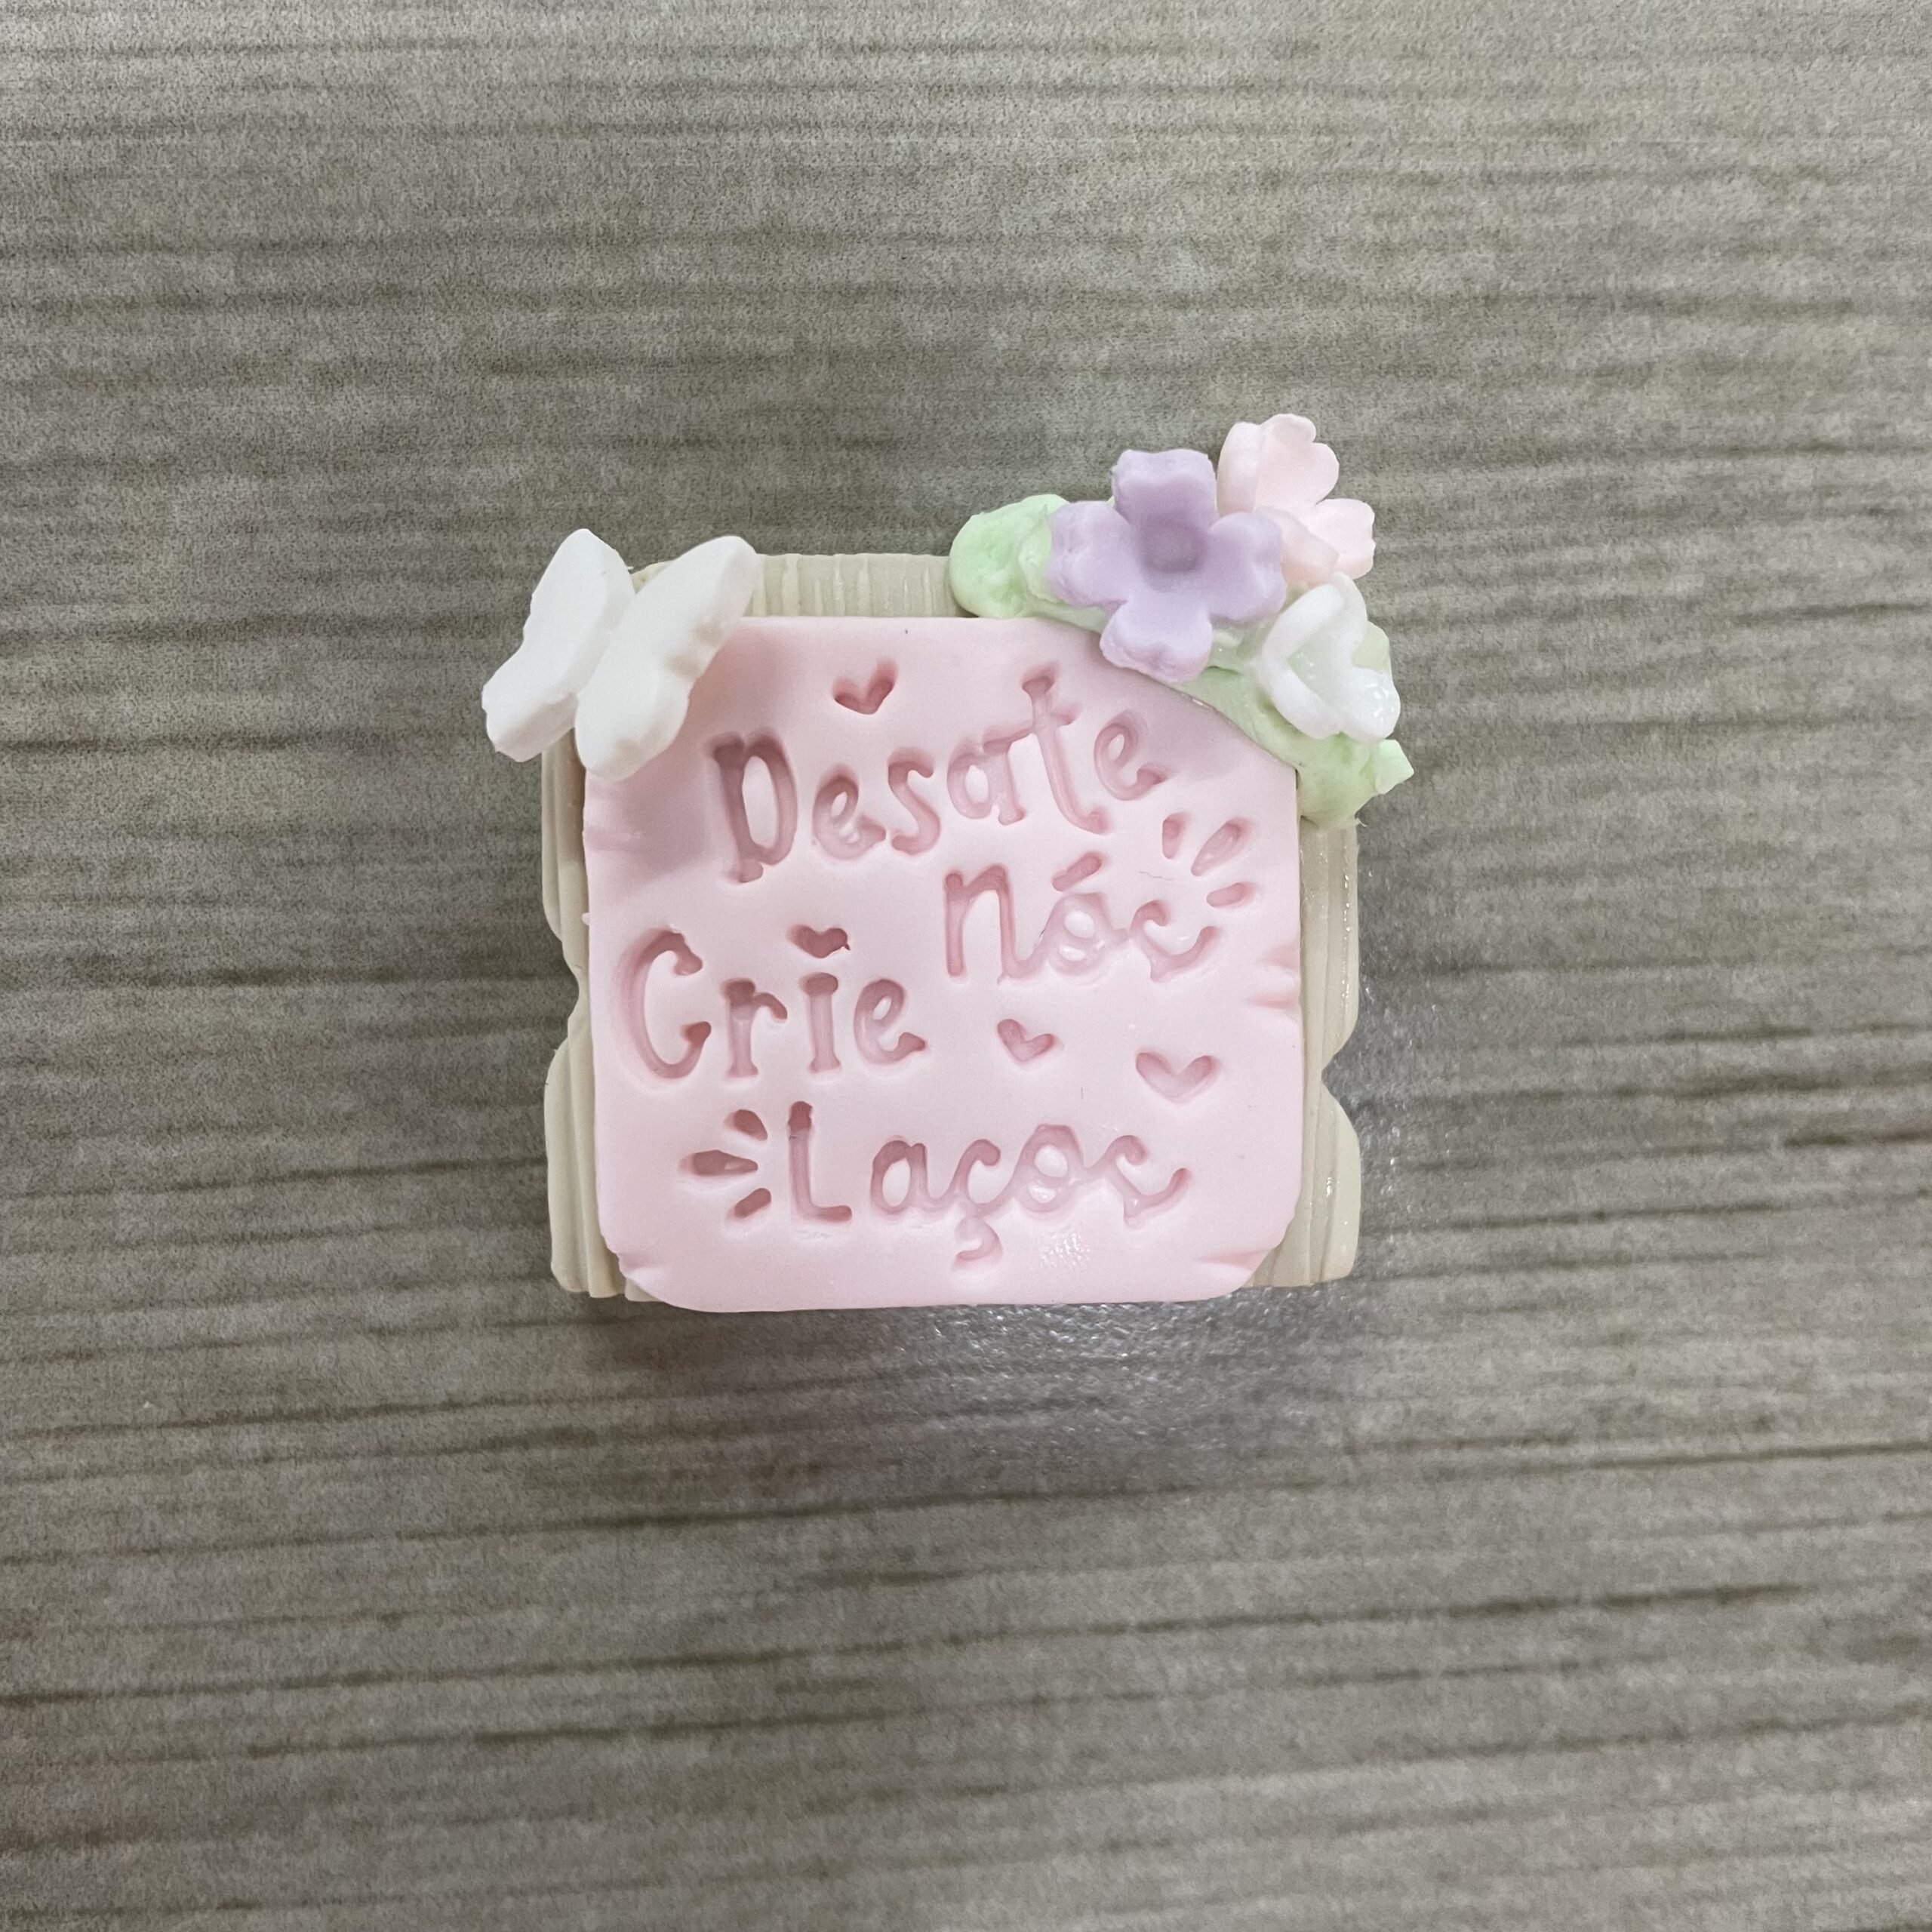 Desate
nós
Crie
Laços